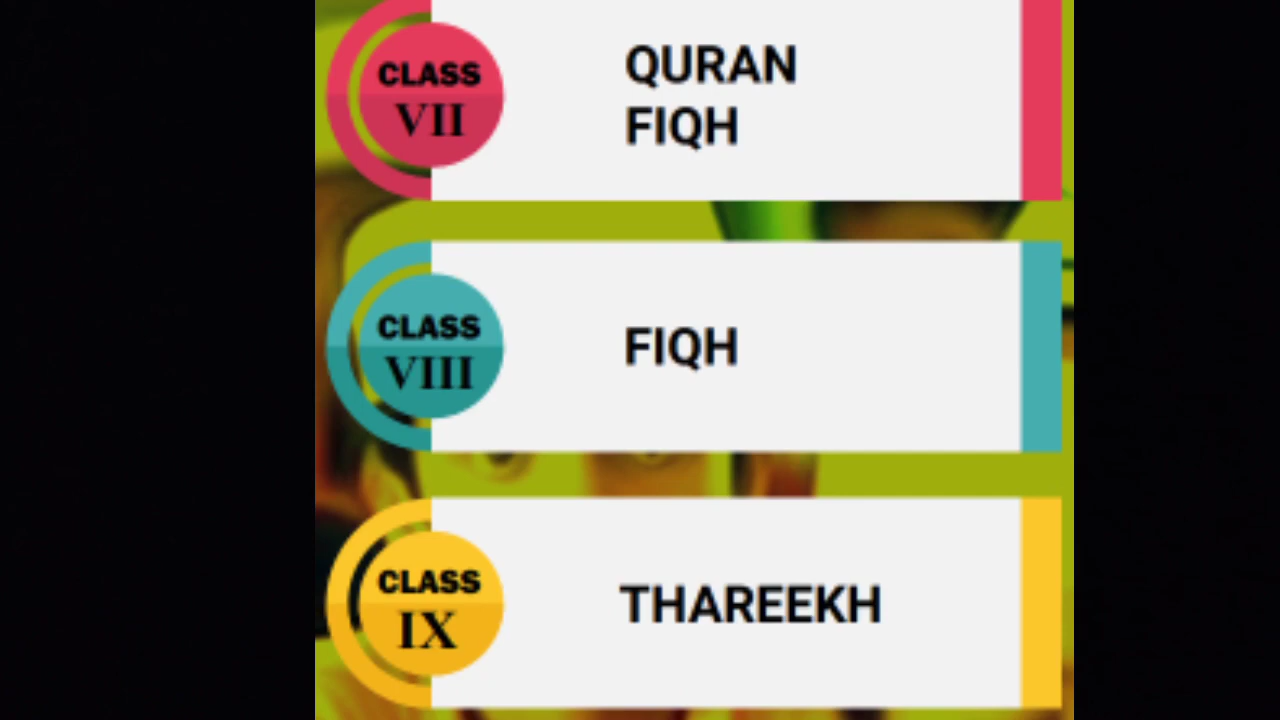 CLASS
VII
QURAN
FIQH
CLASS
VIII
FIQH
CLASS
IX
THAREEKH